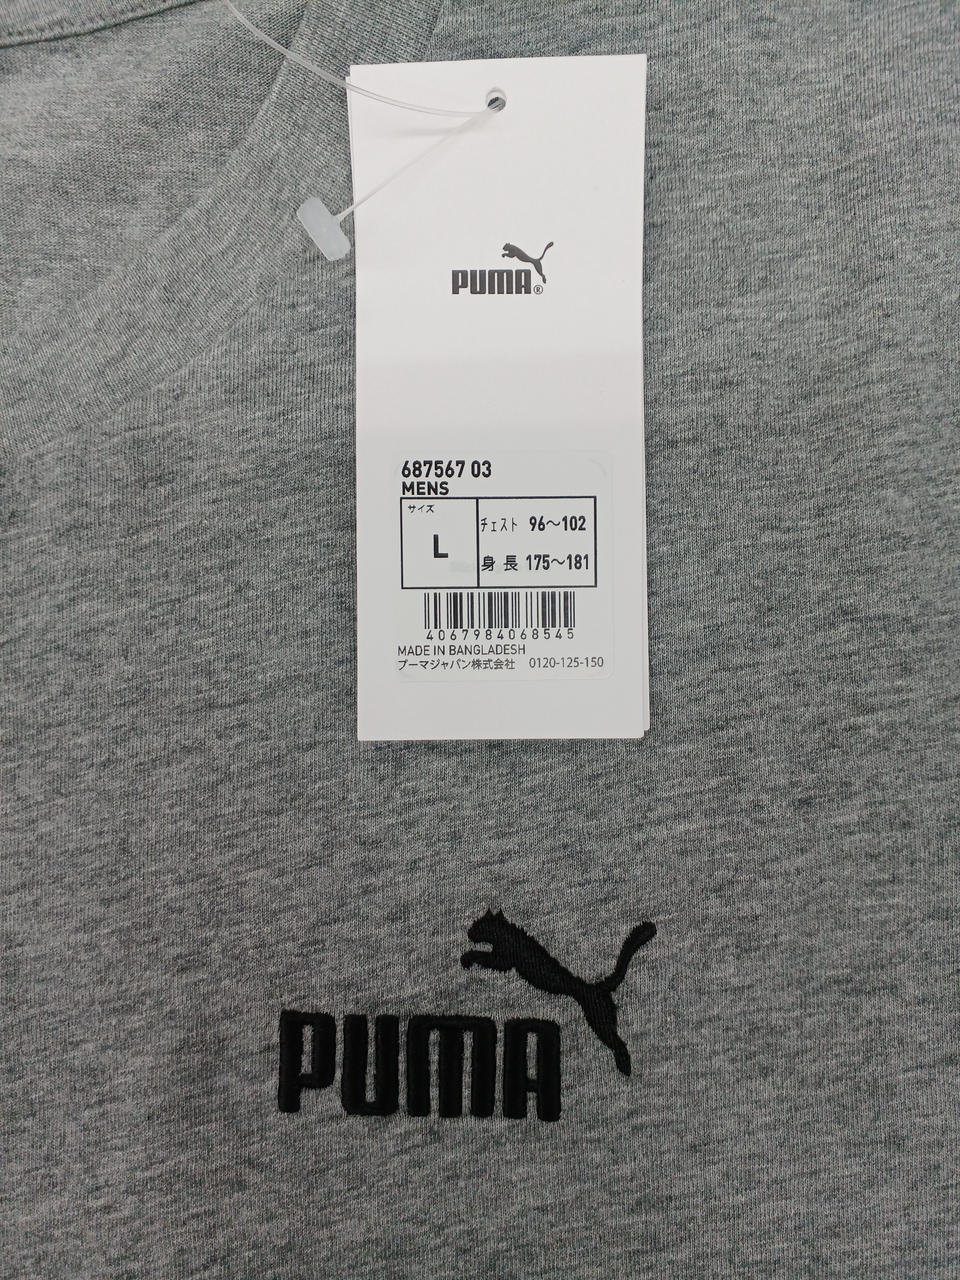 PUMA®
687567 03
MENS
サイズ
L
チェスト 96〜102
身長 175〜181
4067984068545
MADE IN BANGLADESH
プーマジャパン株式会社 0120-125-150
PUMA